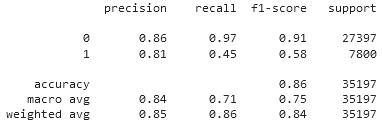 precision recall f1-score support
0 0.86 0.97 0.91 27397
1 0.81 0.45 0.58 7800
accuracy 0.86 35197
macro avg 0.84 0.71 0.75 35197
weighted avg 0.85 0.86 0.84 35197